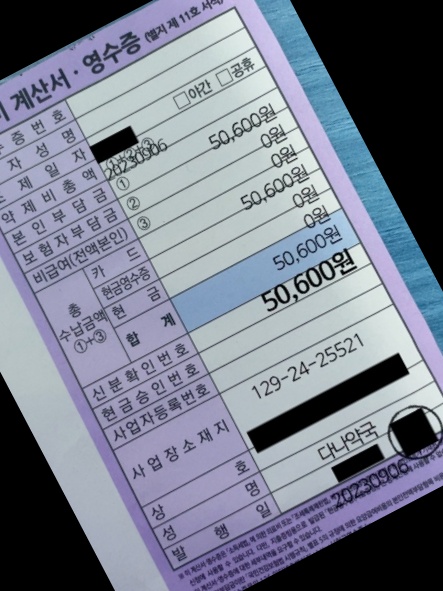 계산서 · 영수증 (별지 제 11호 서식)
증 번 호
자 성 명
□야간 □공휴
제 일 자 20230906
약 제 비 총 액 (①+②+③) 50,600원
본 인 부 담 금 ① 0원
보 험 자 부 담 금 ② 0원
비급여(전액본인) ③ 50,600원
총 수납금액 ①+③
카 드 0원
현금영수증 0원
현 금 50,600원
합 계 50,600원
신 분 확 인 번 호
현 금 승 인 번 호
사 업 자 등 록 번 호 129-24-25521
사 업 장 소 재 지
상 호 다나약국
성 명
발 행 일 20230906